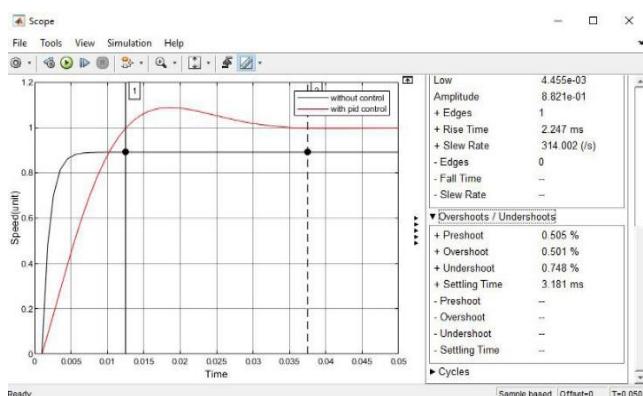 Scope
File Tools View Simulation Help
1.2
1
0.8
0.6
0.4
0.2
0
Speed(unit)
1
without control
with pid control
0 0.005 0.01 0.015 0.02 0.025 0.03 0.035 0.04 0.045 0.05
Time
Low 4.455e-03
Amplitude 8.821e-01
+ Edges 1
+ Rise Time 2.247 ms
+ Slew Rate 314.002 (/s)
- Edges 0
- Fall Time --
- Slew Rate --
▼ Overshoots / Undershoots
+ Preshoot 0.505 %
+ Overshoot 0.501 %
+ Undershoot 0.748 %
+ Settling Time 3.181 ms
- Preshoot --
- Overshoot --
- Undershoot --
- Settling Time --
▶ Cycles
Ready
Sample based Offset=0 T=0.050